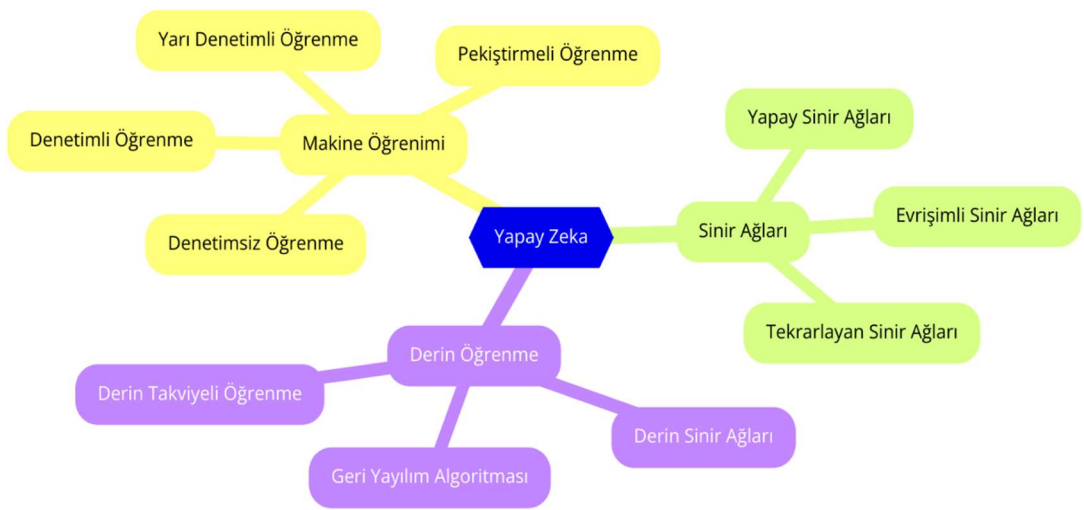 Yarı Denetimli Öğrenme
Pekiştirmeli Öğrenme
Denetimli Öğrenme
Makine Öğrenimi
Denetimsiz Öğrenme
Yapay Zeka
Yapay Sinir Ağları
Evrişimli Sinir Ağları
Sinir Ağları
Tekrarlayan Sinir Ağları
Derin Öğrenme
Derin Takviyeli Öğrenme
Derin Sinir Ağları
Geri Yayılım Algoritması